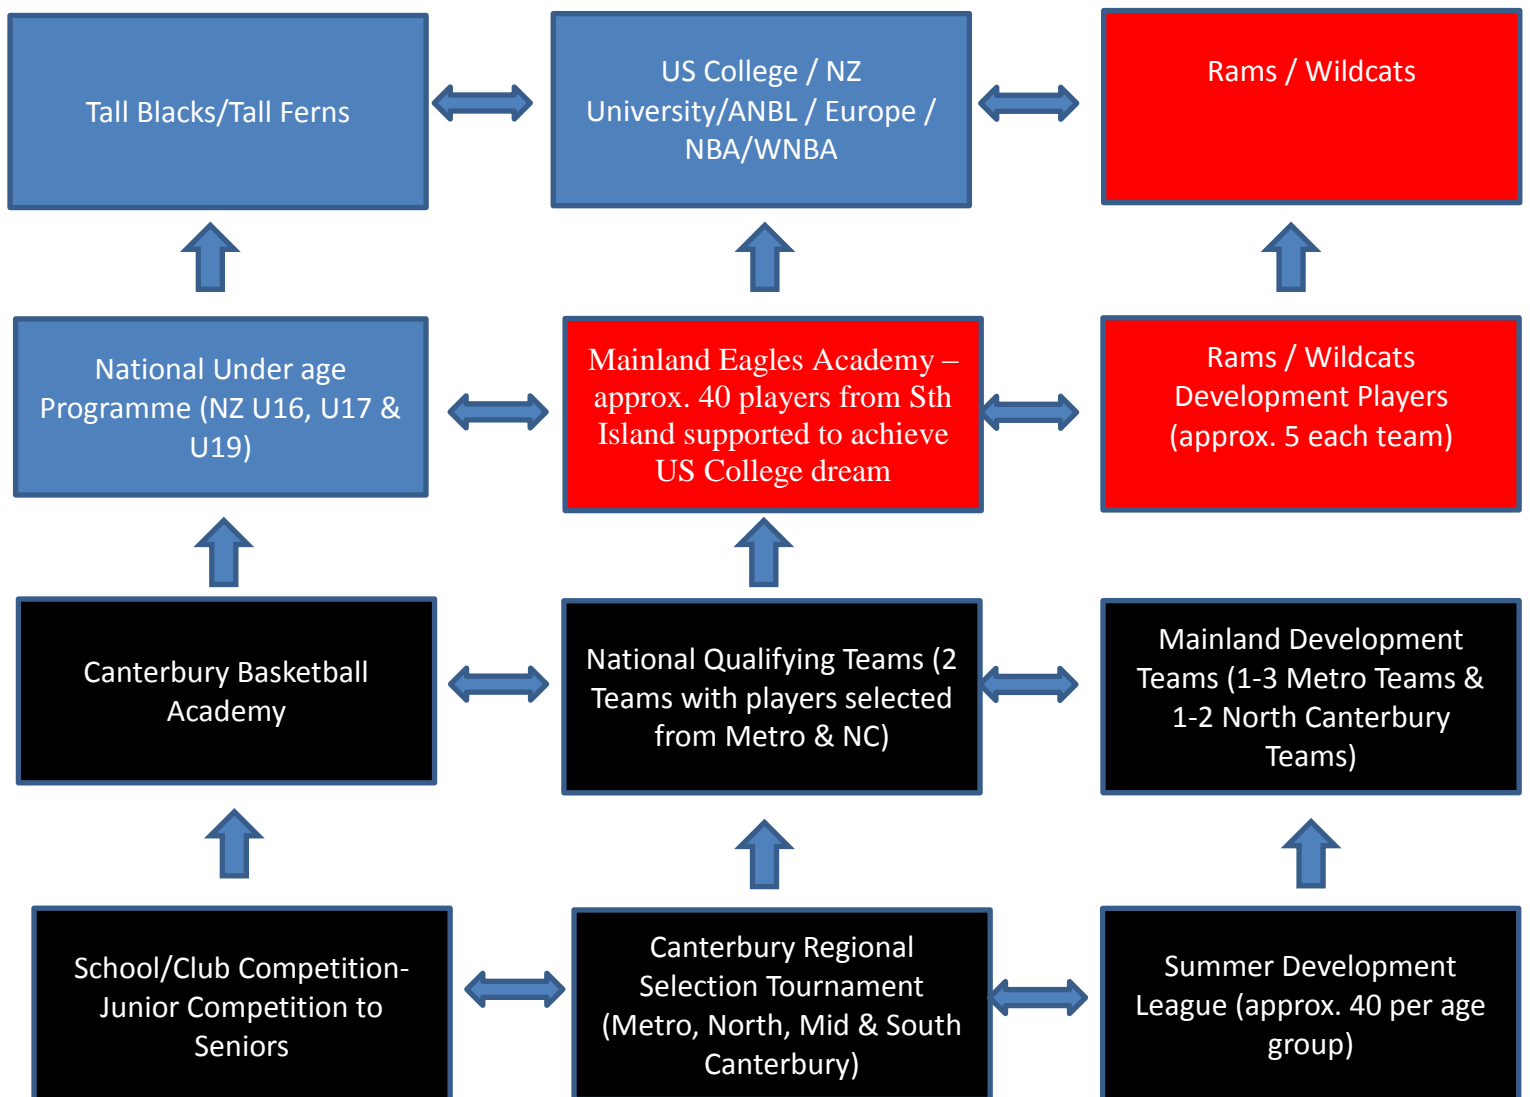 Tall Blacks/Tall Ferns
US College / NZ
University/ANBL / Europe /
NBA/WNBA
Rams / Wildcats
National Under age
Programme (NZ U16, U17 &
U19)
Mainland Eagles Academy –
approx. 40 players from Sth
Island supported to achieve
US College dream
Rams / Wildcats
Development Players
(approx. 5 each team)
Canterbury Basketball
Academy
National Qualifying Teams (2
Teams with players selected
from Metro & NC)
Mainland Development
Teams (1-3 Metro Teams &
1-2 North Canterbury
Teams)
School/Club Competition-
Junior Competition to
Seniors
Canterbury Regional
Selection Tournament
(Metro, North, Mid & South
Canterbury)
Summer Development
League (approx. 40 per age
group)